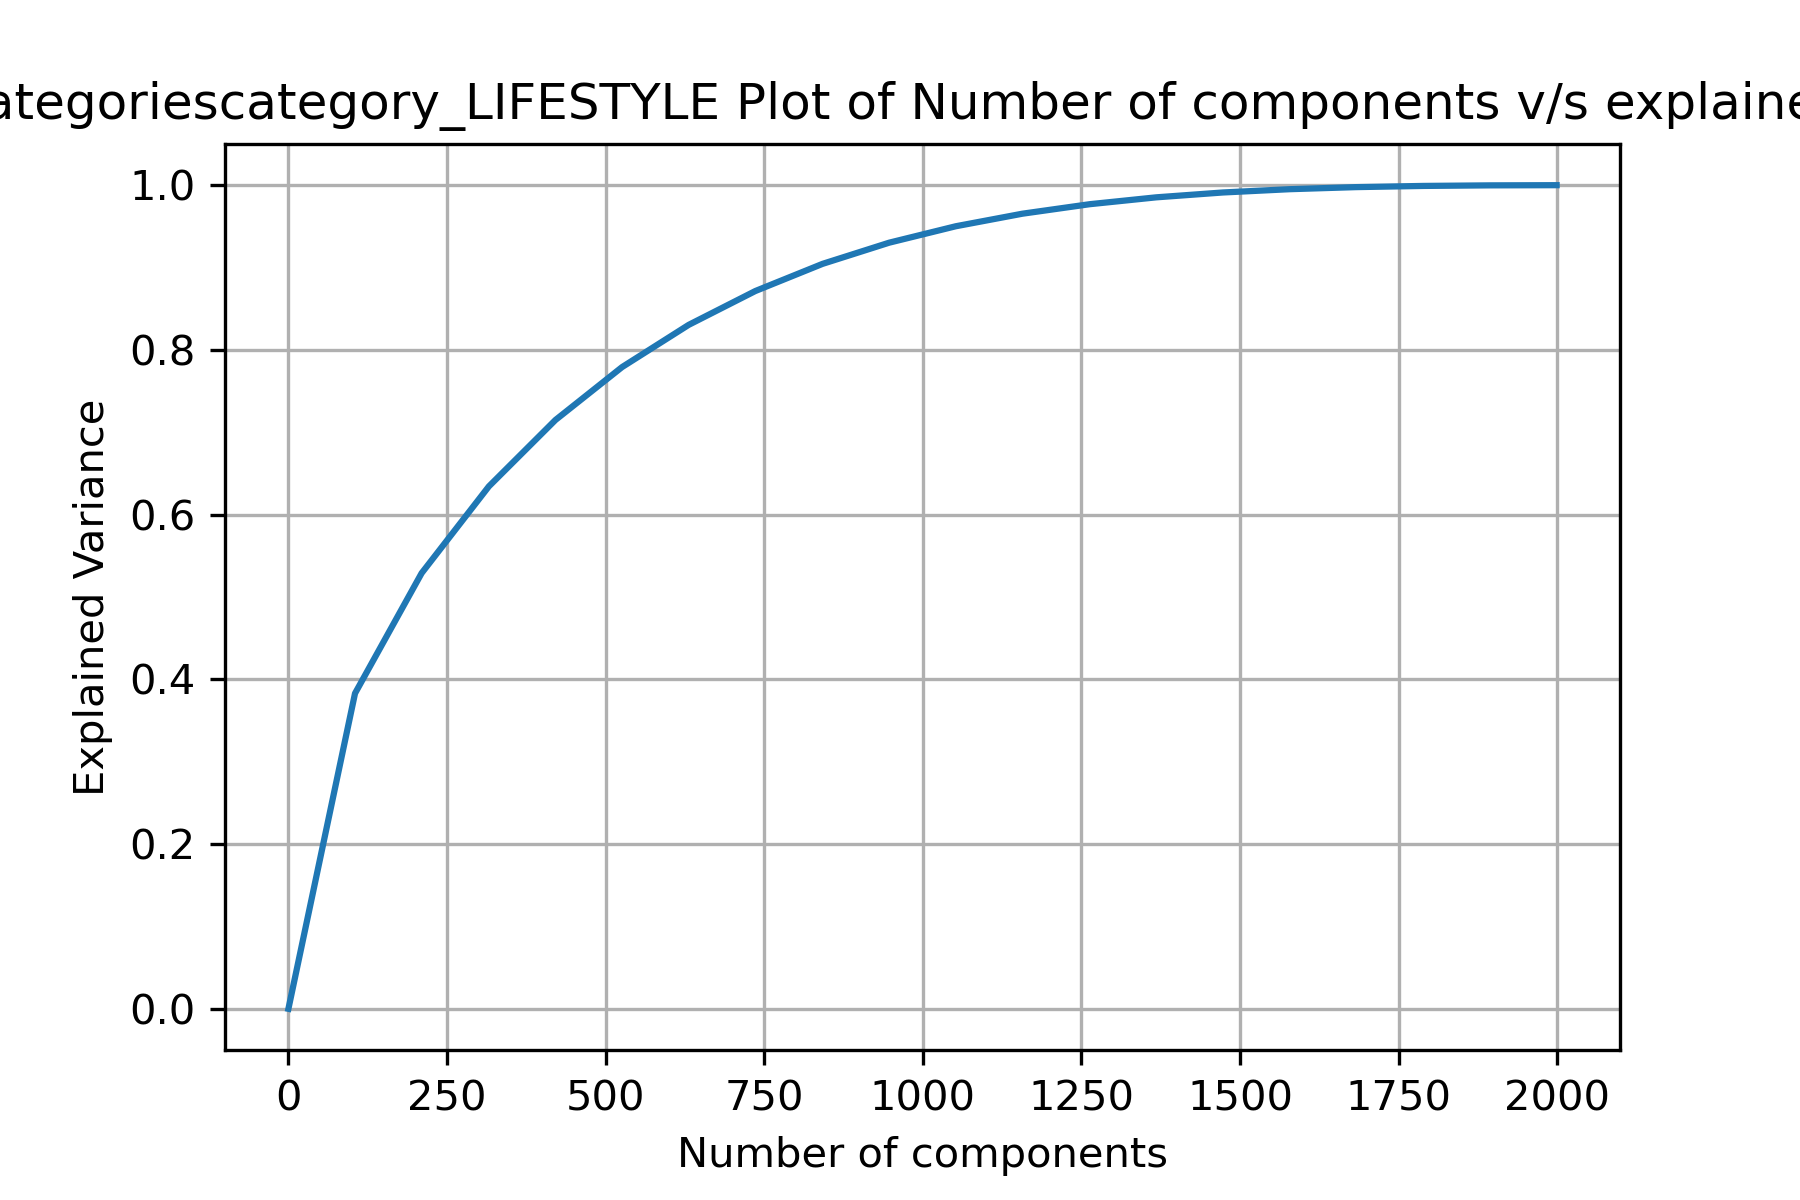 ategoriescategory_LIFESTYLE Plot of Number of components v/s explaine
1.0
0.8
0.6
0.4
0.2
0.0
Explained Variance
0 250 500 750 1000 1250 1500 1750 2000
Number of components